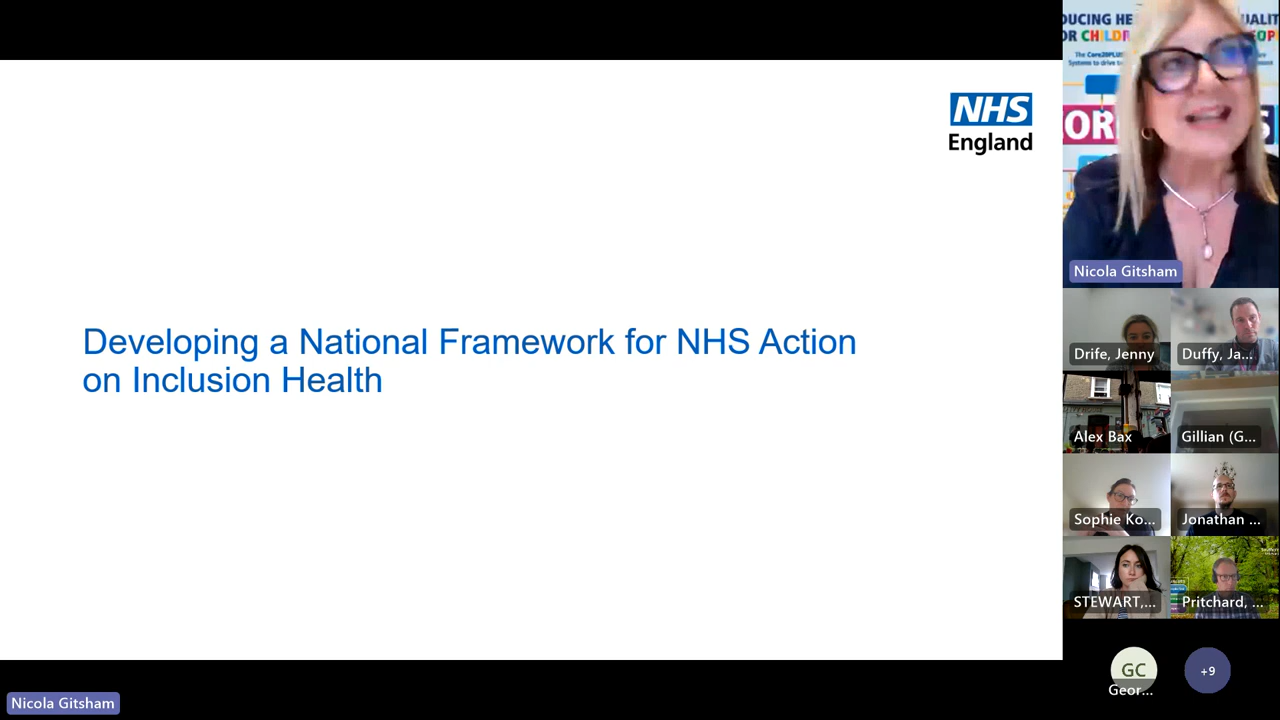 NHS
England
Developing a National Framework for NHS Action
on Inclusion Health
Nicola Gitsham
Nicola Gitsham
Drife, Jenny
Duffy, Ja...
Alex Bax
Gillian (G...
Sophie Ko...
Jonathan ...
STEWART,...
Pritchard, ...
GC
Geor...
+9